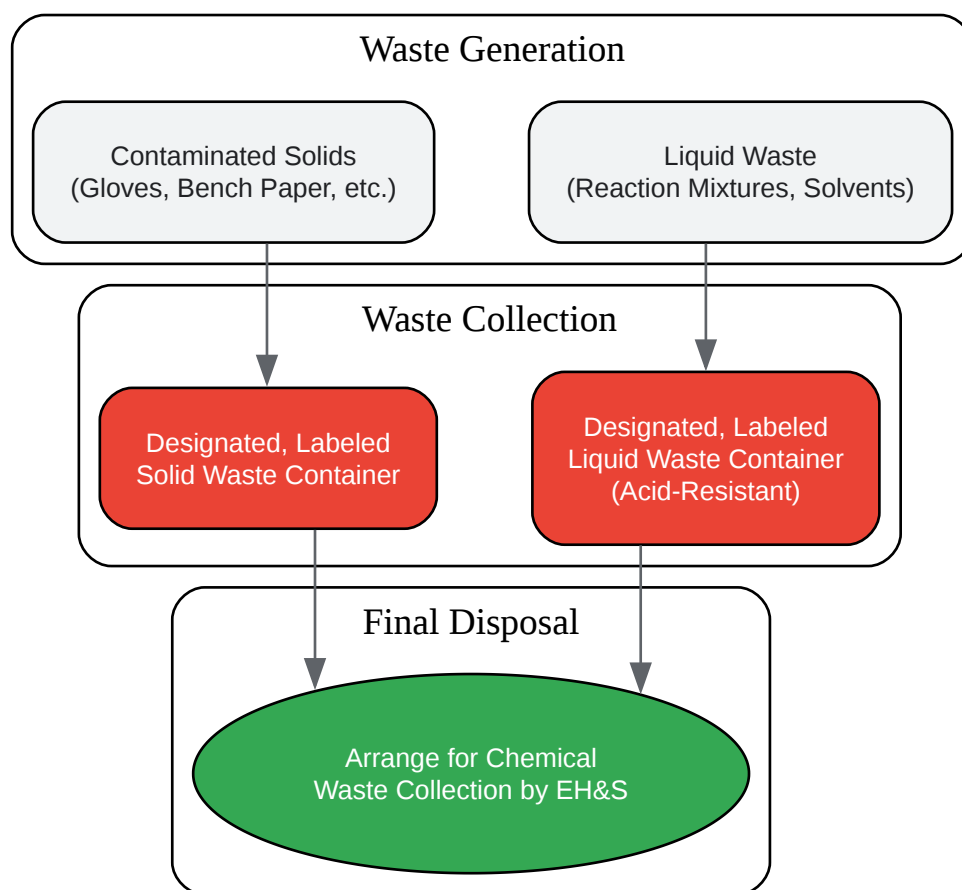 Waste Generation
Contaminated Solids
(Gloves, Bench Paper, etc.)
Liquid Waste
(Reaction Mixtures, Solvents)
Waste Collection
Designated, Labeled
Solid Waste Container
Designated, Labeled
Liquid Waste Container
(Acid-Resistant)
Final Disposal
Arrange for Chemical
Waste Collection by EH&S